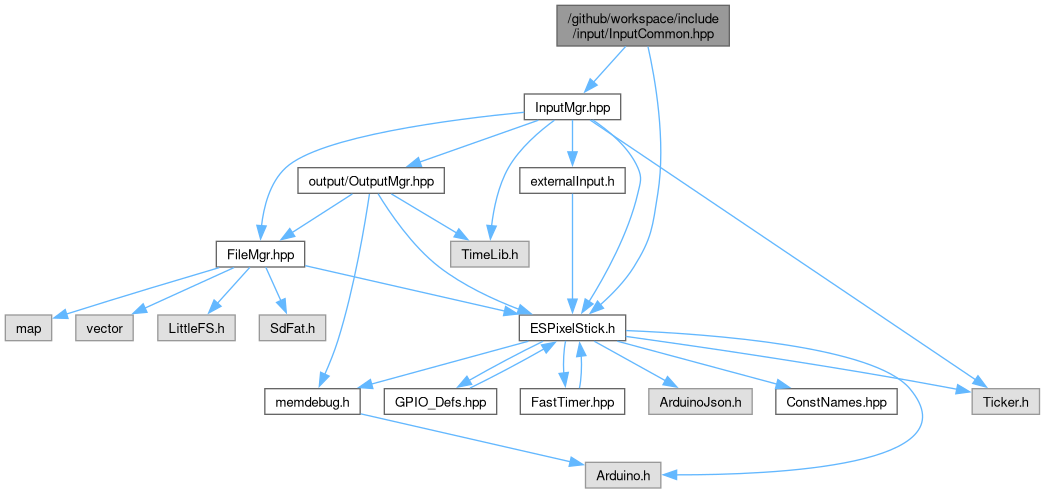 /github/workspace/include
/input/InputCommon.hpp
InputMgr.hpp
output/OutputMgr.hpp
externalInput.h
FileMgr.hpp
TimeLib.h
map
vector
LittleFS.h
SdFat.h
ESPixelStick.h
memdebug.h
GPIO_Defs.hpp
FastTimer.hpp
ArduinoJson.h
ConstNames.hpp
Ticker.h
Arduino.h